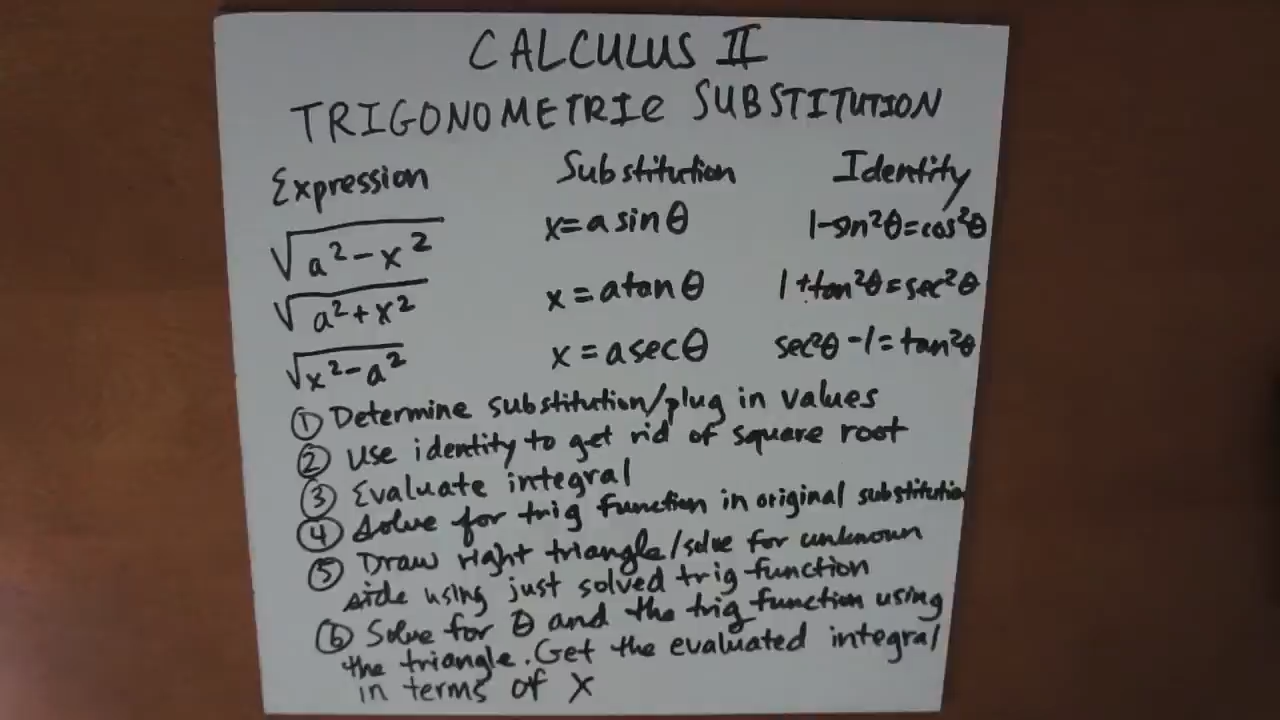 CALCULUS II
TRIGONOMETRIC SUBSTITUTION
Expression Substitution Identity
√(a²-x²) x=a sinθ 1-sin²θ=cos²θ
√(a²+x²) x=atanθ 1+tan²θ=sec²θ
√(x²-a²) x=asecθ sec²θ-1=tan²θ
① Determine substitution/plug in values
② Use identity to get rid of square root
③ Evaluate integral
④ Solve for trig function in original substitution
⑤ Draw right triangle/solve for unknown
side using just solved trig function
⑥ Solve for θ and the trig function using
the triangle. Get the evaluated integral
in terms of x